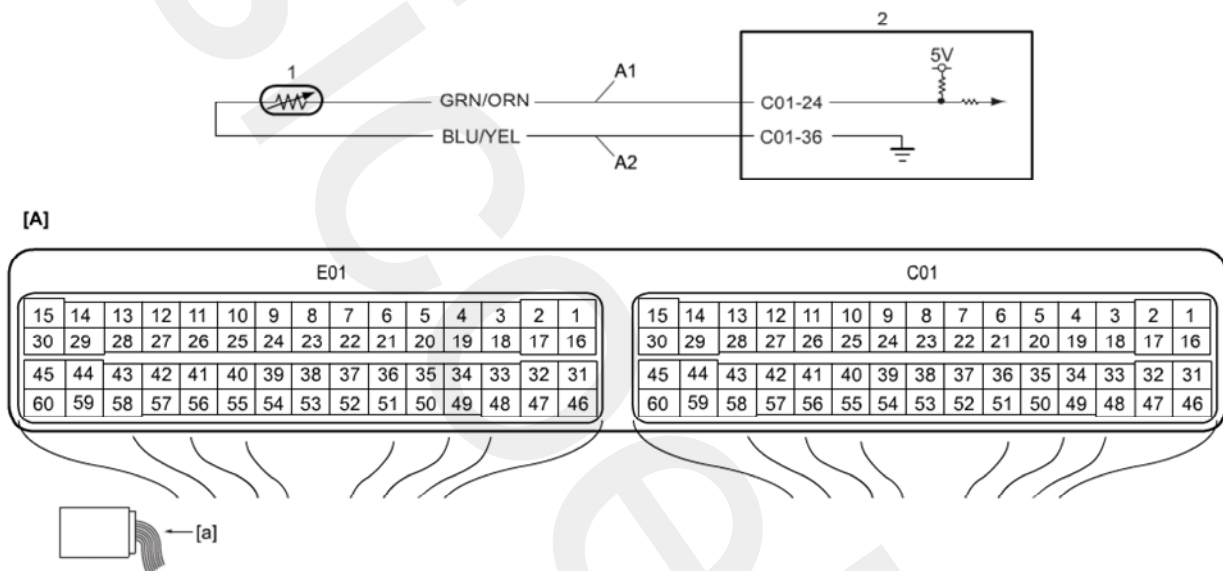 2
5V
1
A1
GRN/ORN
C01-24
BLU/YEL
C01-36
A2
[A]
E01 C01
15 14 13 12 11 10 9 8 7 6 5 4 3 2 1 15 14 13 12 11 10 9 8 7 6 5 4 3 2 1
30 29 28 27 26 25 24 23 22 21 20 19 18 17 16 30 29 28 27 26 25 24 23 22 21 20 19 18 17 16
45 44 43 42 41 40 39 38 37 36 35 34 33 32 31 45 44 43 42 41 40 39 38 37 36 35 34 33 32 31
60 59 58 57 56 55 54 53 52 51 50 49 48 47 46 60 59 58 57 56 55 54 53 52 51 50 49 48 47 46
[a]